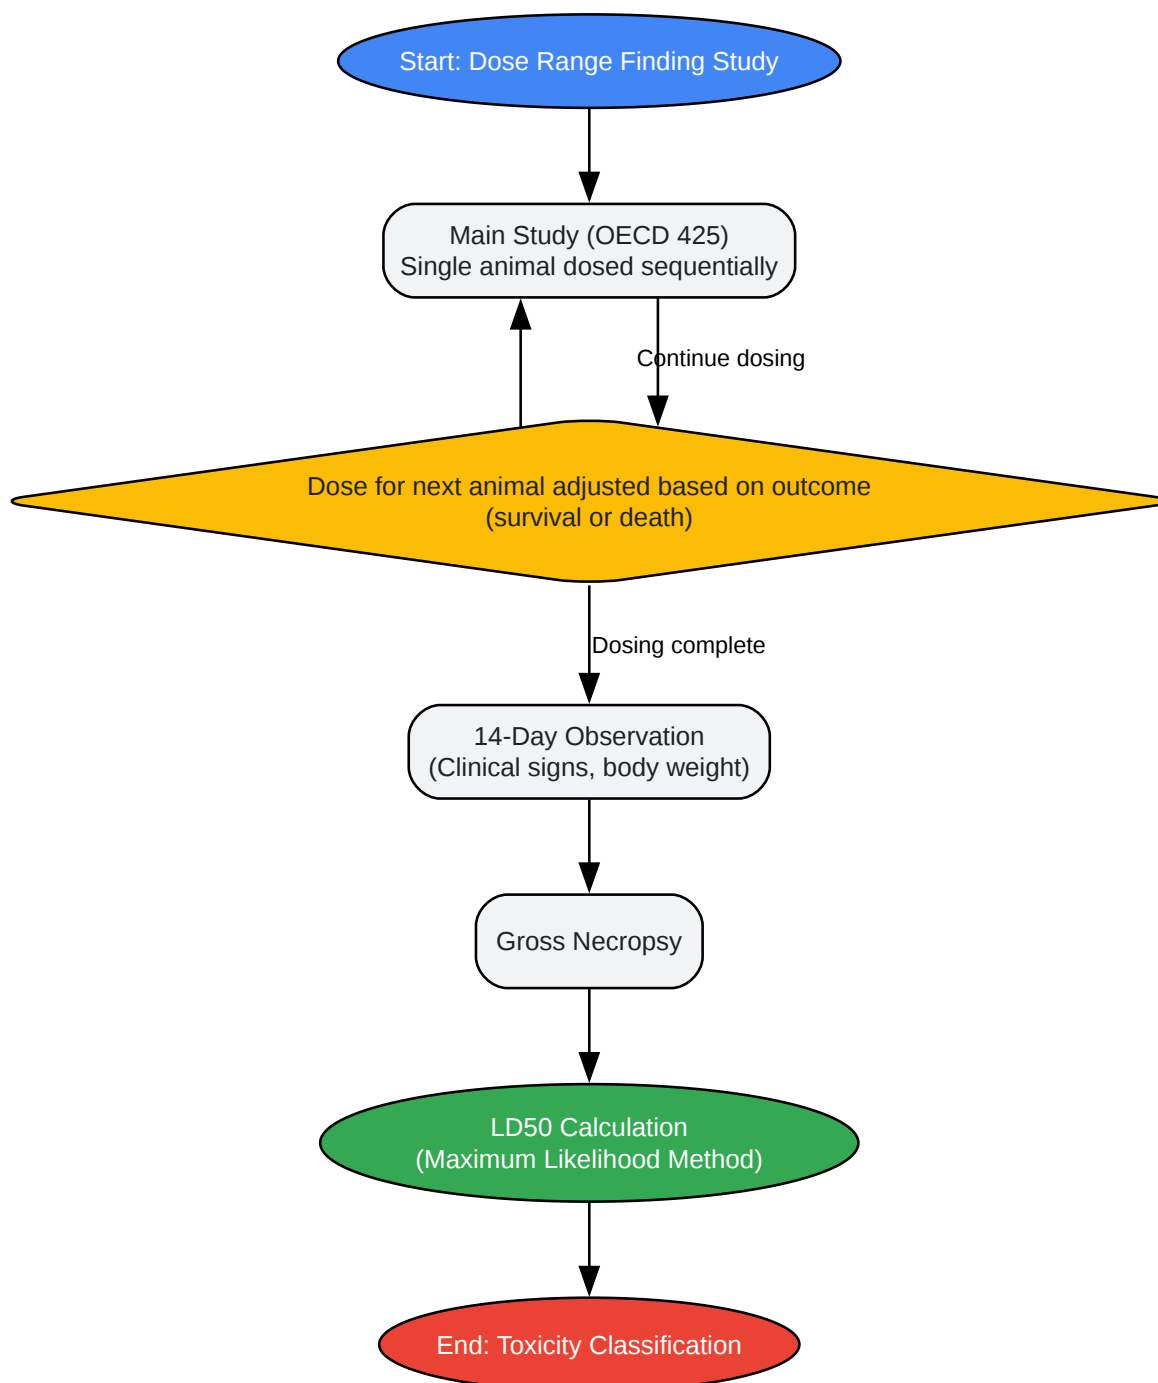 Start: Dose Range Finding Study
Main Study (OECD 425)
Single animal dosed sequentially
Continue dosing
Dose for next animal adjusted based on outcome
(survival or death)
Dosing complete
14-Day Observation
(Clinical signs, body weight)
Gross Necropsy
LD50 Calculation
(Maximum Likelihood Method)
End: Toxicity Classification